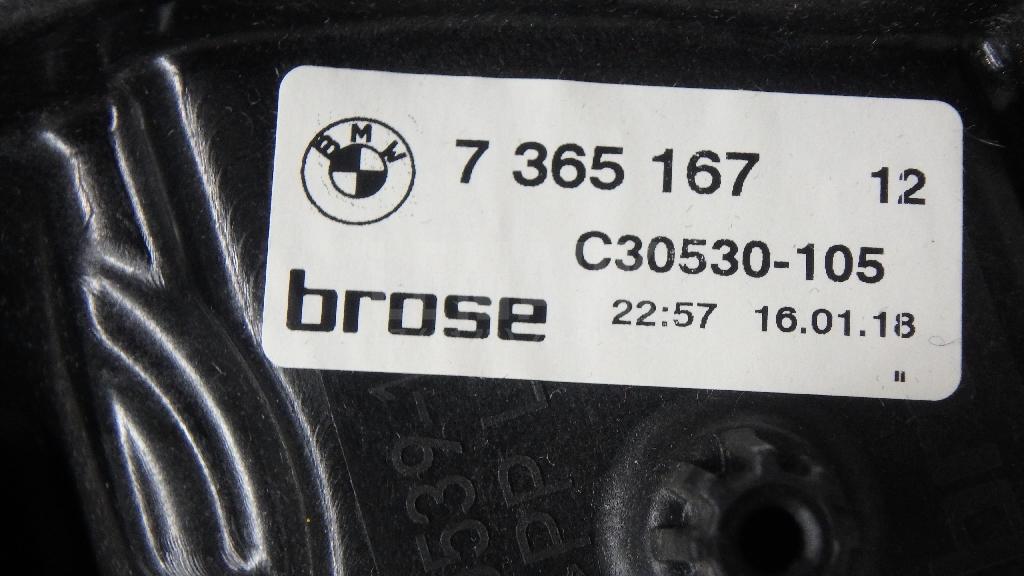 BMW
7 365 167 12
C30530-105
brose
22:57 16.01.18